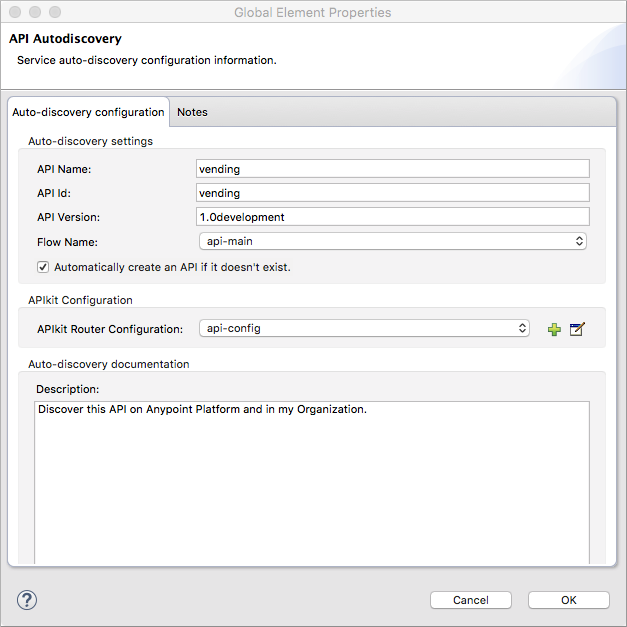 Global Element Properties
API Autodiscovery
Service auto-discovery configuration information.
Auto-discovery configuration Notes
Auto-discovery settings
API Name: vending
API Id: vending
API Version: 1.0development
Flow Name: api-main
Automatically create an API if it doesn't exist.
APIkit Configuration
APIkit Router Configuration: api-config
Auto-discovery documentation
Description:
Discover this API on Anypoint Platform and in my Organization.
? Cancel OK